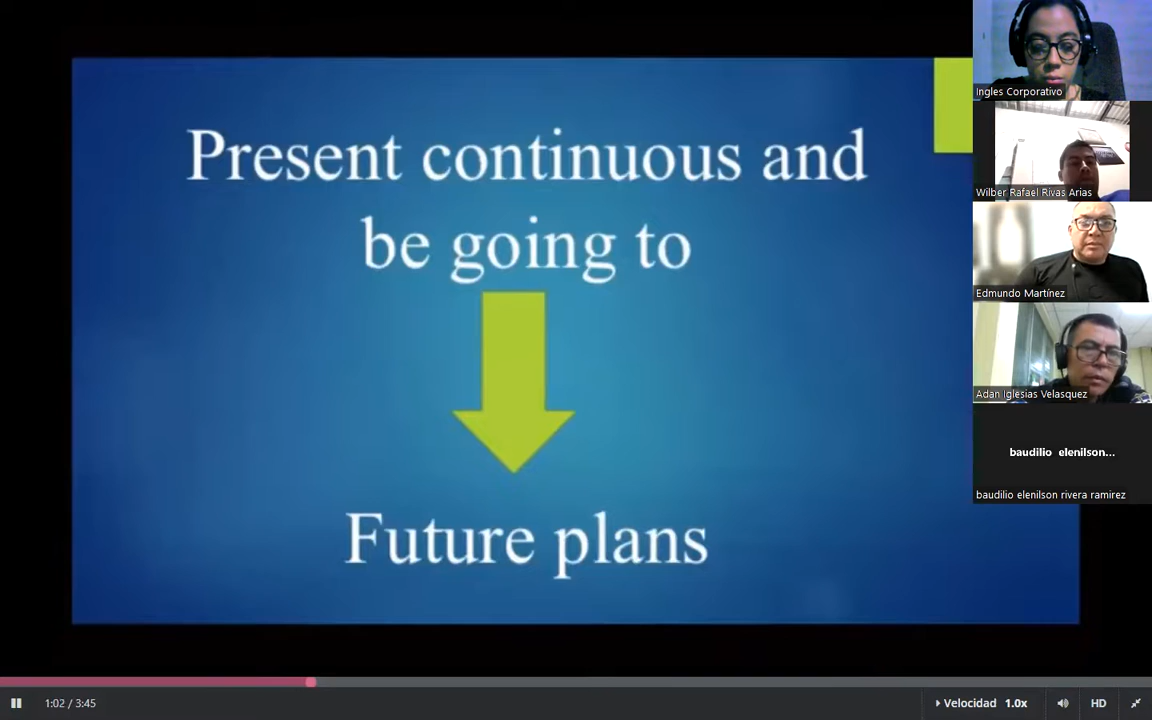 Present continuous and
be going to
Future plans
Ingles Corporativo
Wilber Rafael Rivas Arias
Edmundo Martínez
Adan Iglesias Velasquez
baudilio elenilson...
baudilio elenilson rivera ramirez
1:02 / 3:45
Velocidad 1.0x
HD